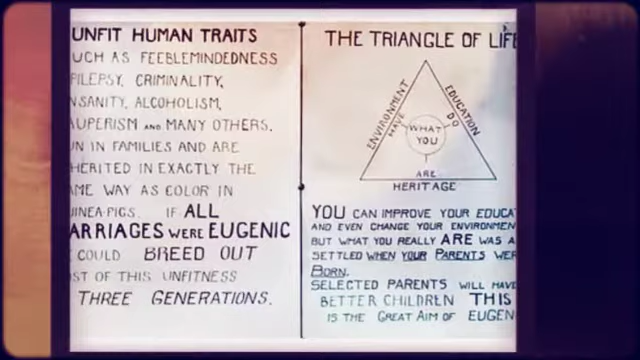 UNFIT HUMAN TRAITS
UCH AS FEEBLEMINDEDNESS
PILEPSY, CRIMINALITY,
NSANITY, ALCOHOLISM,
AUPERISM AND MANY OTHERS,
UN IN FAMILIES AND ARE
HERITED IN EXACTLY THE
AME WAY AS COLOR IN
UINEA-PIGS. IF ALL
ARRIAGES WERE EUGENIC
COULD BREED OUT
ST OF THIS UNFITNESS
THREE GENERATIONS.
THE TRIANGLE OF LIFE
ENVIRONMENT
HAVE
EDUCATION
DO
WHAT
YOU
ARE
HERITAGE
YOU CAN IMPROVE YOUR EDUCAT
AND EVEN CHANGE YOUR ENVIRONMEN
BUT WHAT YOU REALLY ARE WAS A
SETTLED WHEN YOUR PARENTS WER
BORN.
SELECTED PARENTS WILL HAVE
BETTER CHILDREN THIS
IS THE GREAT AIM OF EUGEN